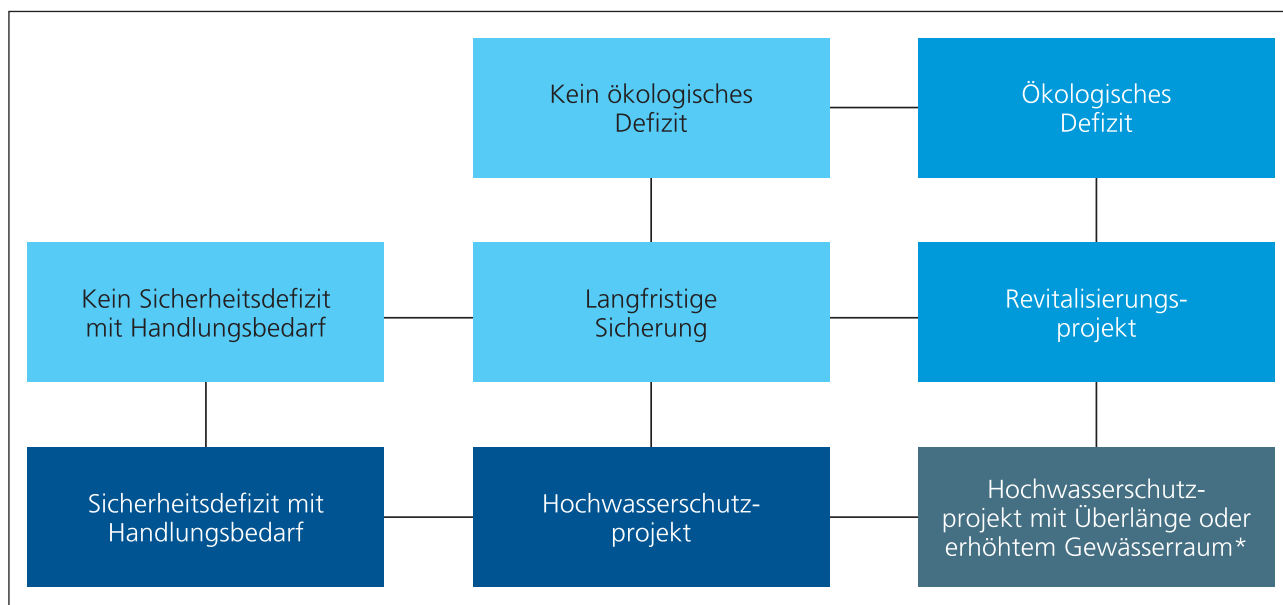 Kein ökologisches
Defizit
Ökologisches
Defizit
Kein Sicherheitsdefizit
mit Handlungsbedarf
Langfristige
Sicherung
Revitalisierungs-
projekt
Sicherheitsdefizit mit
Handlungsbedarf
Hochwasserschutz-
projekt
Hochwasserschutz-
projekt mit Überlänge oder
erhöhtem Gewässerraum*